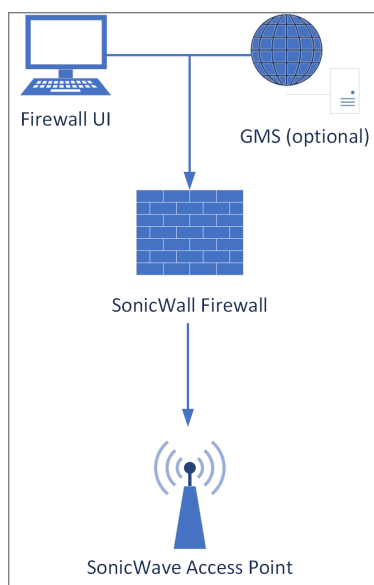 Firewall UI
GMS (optional)
SonicWall Firewall
SonicWave Access Point